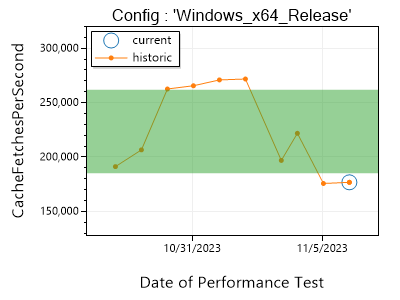 Config : 'Windows_x64_Release'
current
historic
300,000
250,000
200,000
150,000
CacheFetchesPerSecond
10/31/2023
11/5/2023
Date of Performance Test